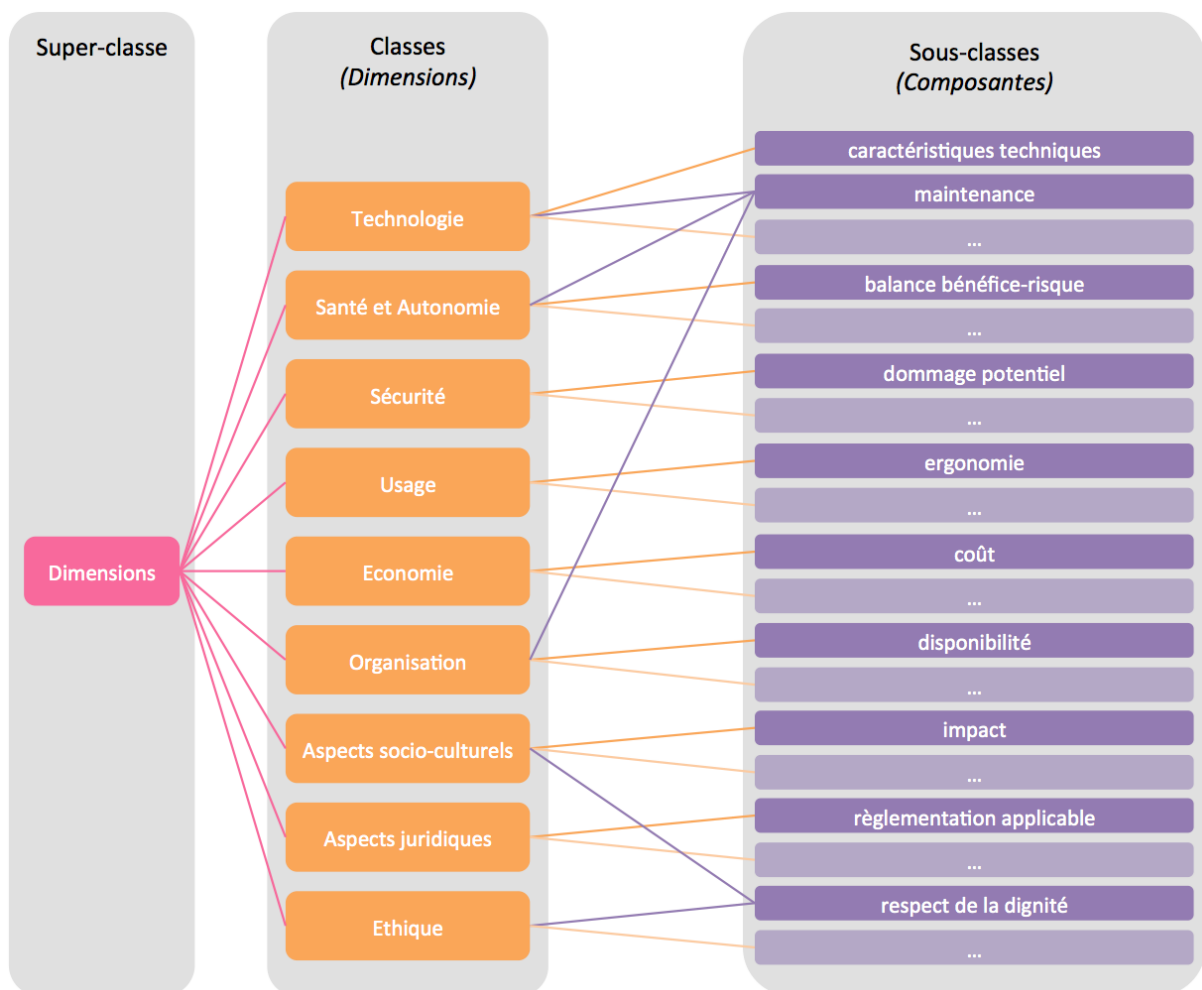 Super-classe
Classes
(Dimensions)
Sous-classes
(Composantes)
Dimensions
Technologie
Santé et Autonomie
Sécurité
Usage
Economie
Organisation
Aspects socio-culturels
Aspects juridiques
Ethique
caractéristiques techniques
maintenance
...
balance bénéfice-risque
...
dommage potentiel
...
ergonomie
...
coût
...
disponibilité
...
impact
...
règlementation applicable
...
respect de la dignité
...